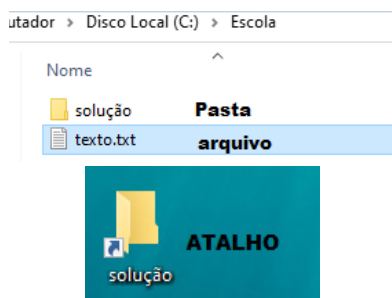 utador > Disco Local (C:) > Escola
Nome
solução Pasta
texto.txt arquivo
ATALHO
solução